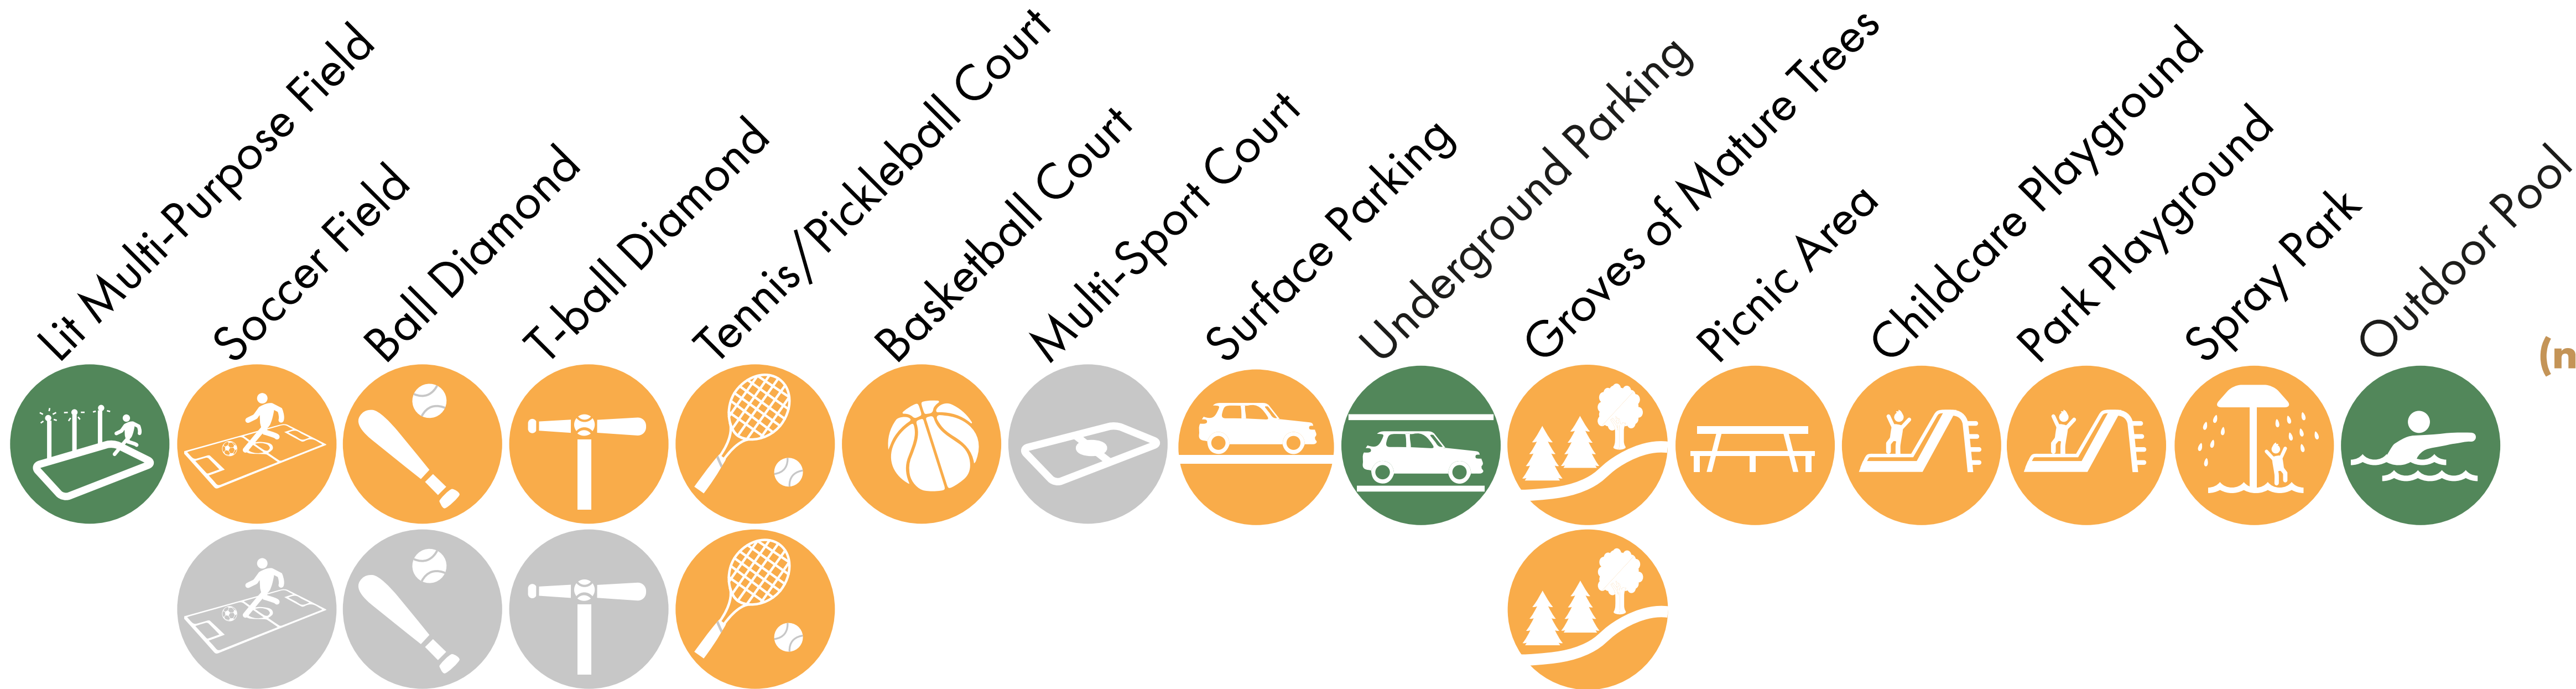 Lit Multi-Purpose Field
Soccer Field
Ball Diamond
T-ball Diamond
Tennis/Pickleball Court
Basketball Court
Multi-Sport Court
Surface Parking
Underground Parking
Groves of Mature Trees
Picnic Area
Childcare Playground
Park Playground
Spray Park
Outdoor Pool